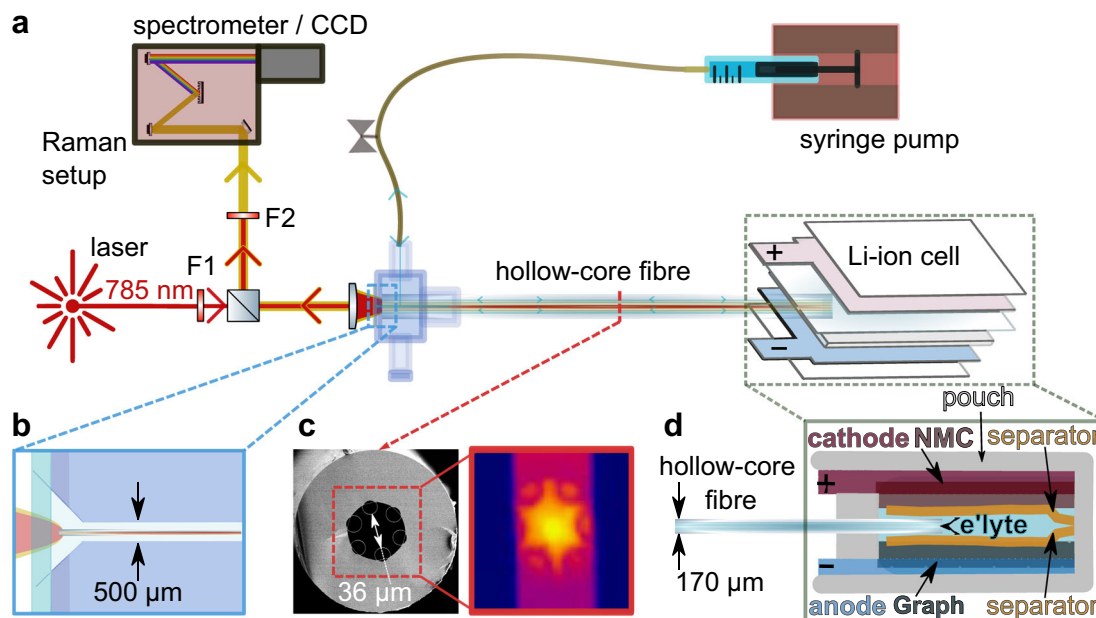 a
spectrometer / CCD
Raman
setup
syringe pump
F2
laser
F1
785 nm
hollow-core fibre
Li-ion cell
+
−
b
500 µm
c
36 µm
d
pouch
cathode NMC separator
hollow-core
fibre
+
e'lyte
170 µm
−
anode Graph separator